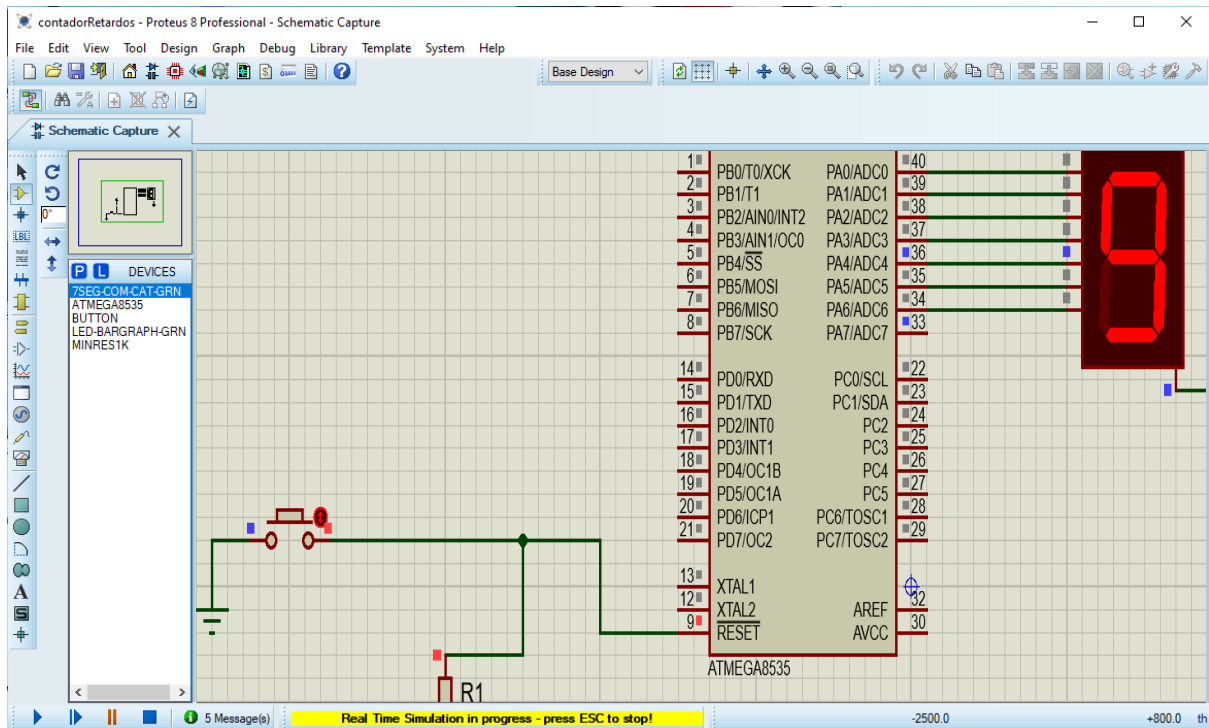 contadorRetardos - Proteus 8 Professional - Schematic Capture
File Edit View Tool Design Graph Debug Library Template System Help
Base Design
Schematic Capture
0°
LBL
P L DEVICES
7SEG-COM-CAT-GRN
ATMEGA8535
BUTTON
LED-BARGRAPH-GRN
MINRES1K
A
S
1 PB0/T0/XCK PA0/ADC0 40
2 PB1/T1 PA1/ADC1 39
3 PB2/AIN0/INT2 PA2/ADC2 38
4 PB3/AIN1/OC0 PA3/ADC3 37
5 PB4/SS PA4/ADC4 36
6 PB5/MOSI PA5/ADC5 35
7 PB6/MISO PA6/ADC6 34
8 PB7/SCK PA7/ADC7 33
14 PD0/RXD PC0/SCL 22
15 PD1/TXD PC1/SDA 23
16 PD2/INT0 PC2 24
17 PD3/INT1 PC3 25
18 PD4/OC1B PC4 26
19 PD5/OC1A PC5 27
20 PD6/ICP1 PC6/TOSC1 28
21 PD7/OC2 PC7/TOSC2 29
13 XTAL1
12 XTAL2 AREF 32
9 RESET AVCC 30
ATMEGA8535
9
R1
5 Message(s) Real Time Simulation in progress - press ESC to stop! -2500.0 +800.0 th